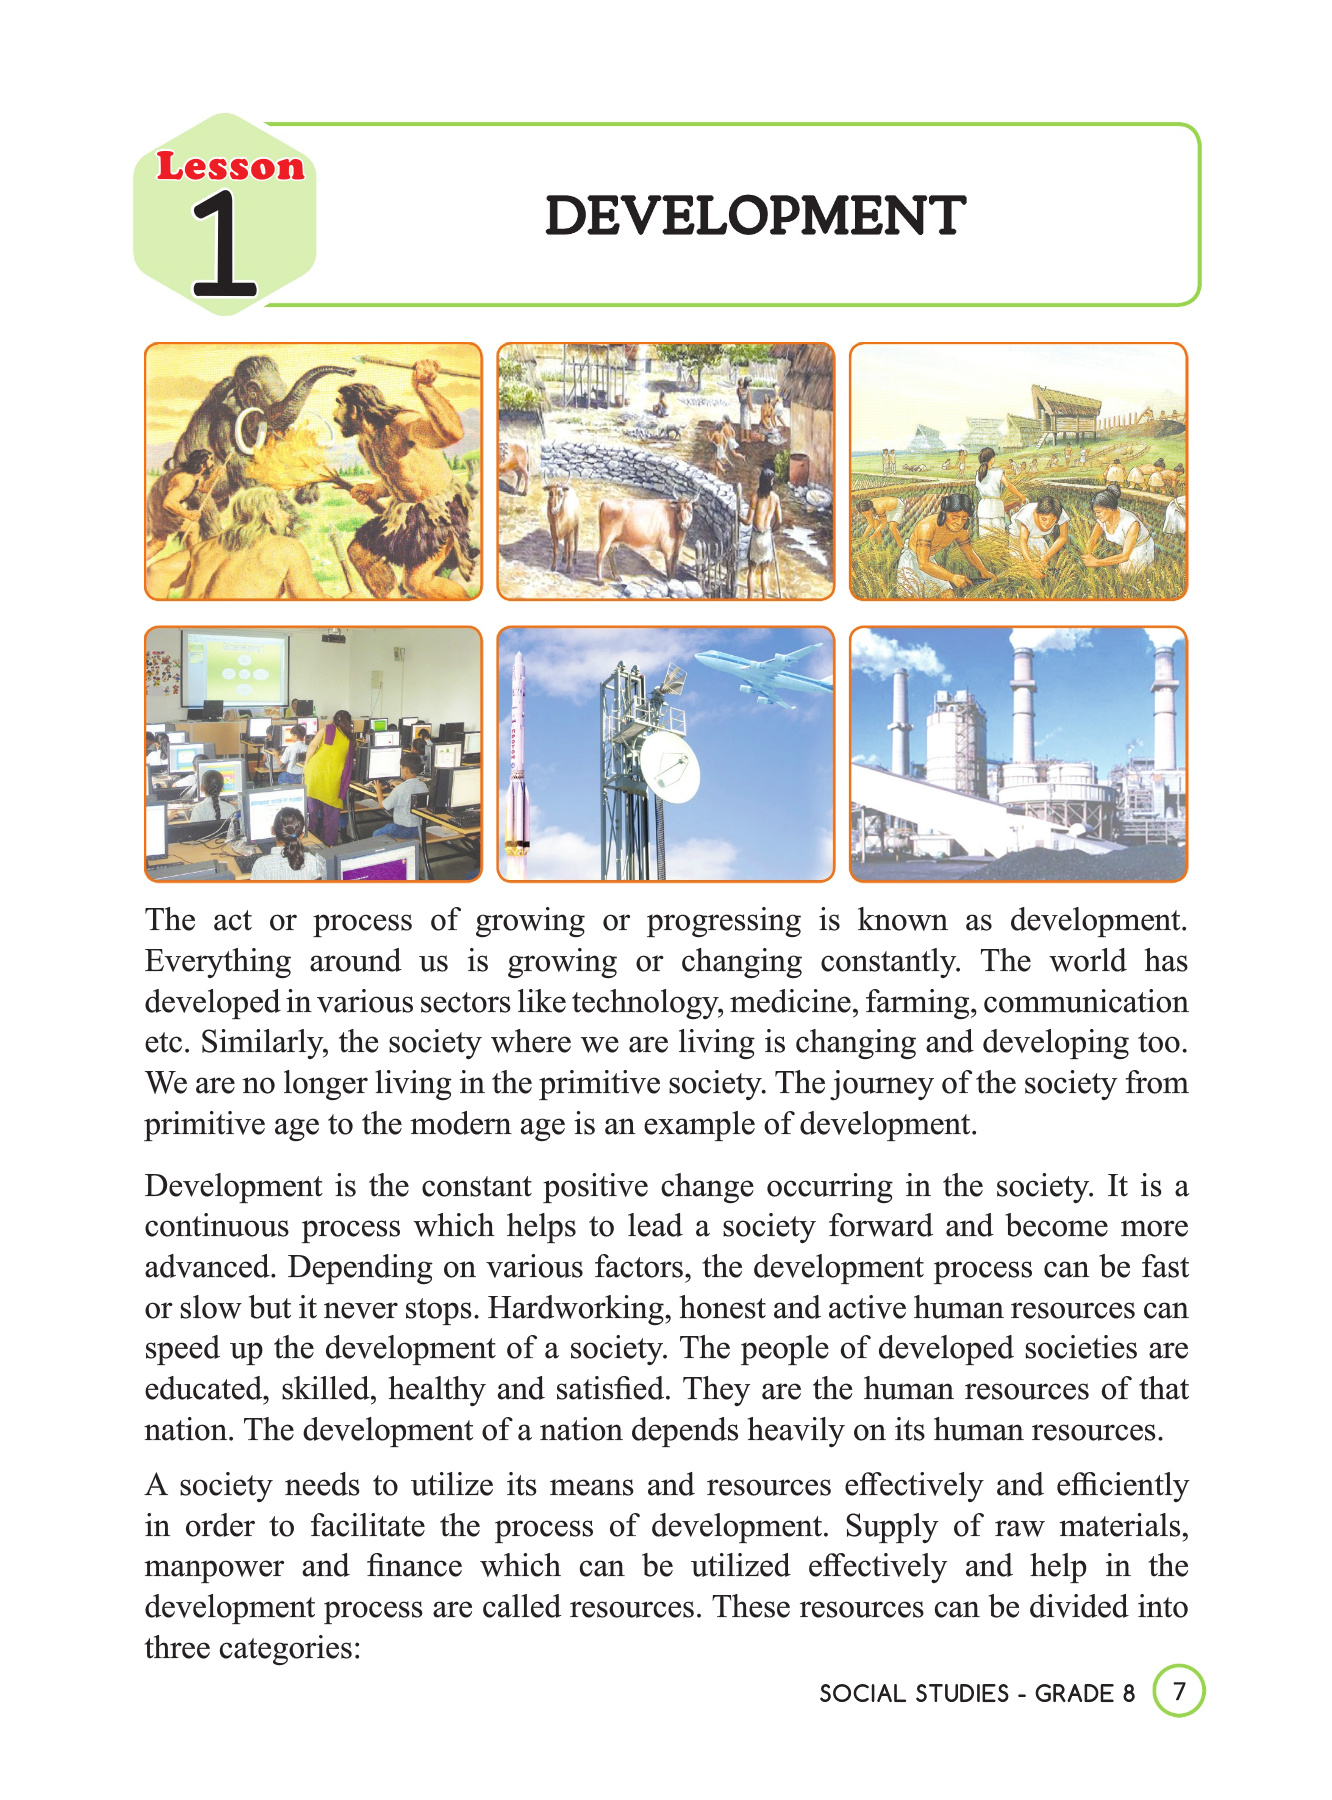 Lesson
1
DEVELOPMENT
The act or process of growing or progressing is known as development.
Everything around us is growing or changing constantly. The world has
developed in various sectors like technology, medicine, farming, communication
etc. Similarly, the society where we are living is changing and developing too.
We are no longer living in the primitive society. The journey of the society from
primitive age to the modern age is an example of development.
Development is the constant positive change occurring in the society. It is a
continuous process which helps to lead a society forward and become more
advanced. Depending on various factors, the development process can be fast
or slow but it never stops. Hardworking, honest and active human resources can
speed up the development of a society. The people of developed societies are
educated, skilled, healthy and satisfied. They are the human resources of that
nation. The development of a nation depends heavily on its human resources.
A society needs to utilize its means and resources effectively and efficiently
in order to facilitate the process of development. Supply of raw materials,
manpower and finance which can be utilized effectively and help in the
development process are called resources. These resources can be divided into
three categories:
SOCIAL STUDIES - GRADE 8 7